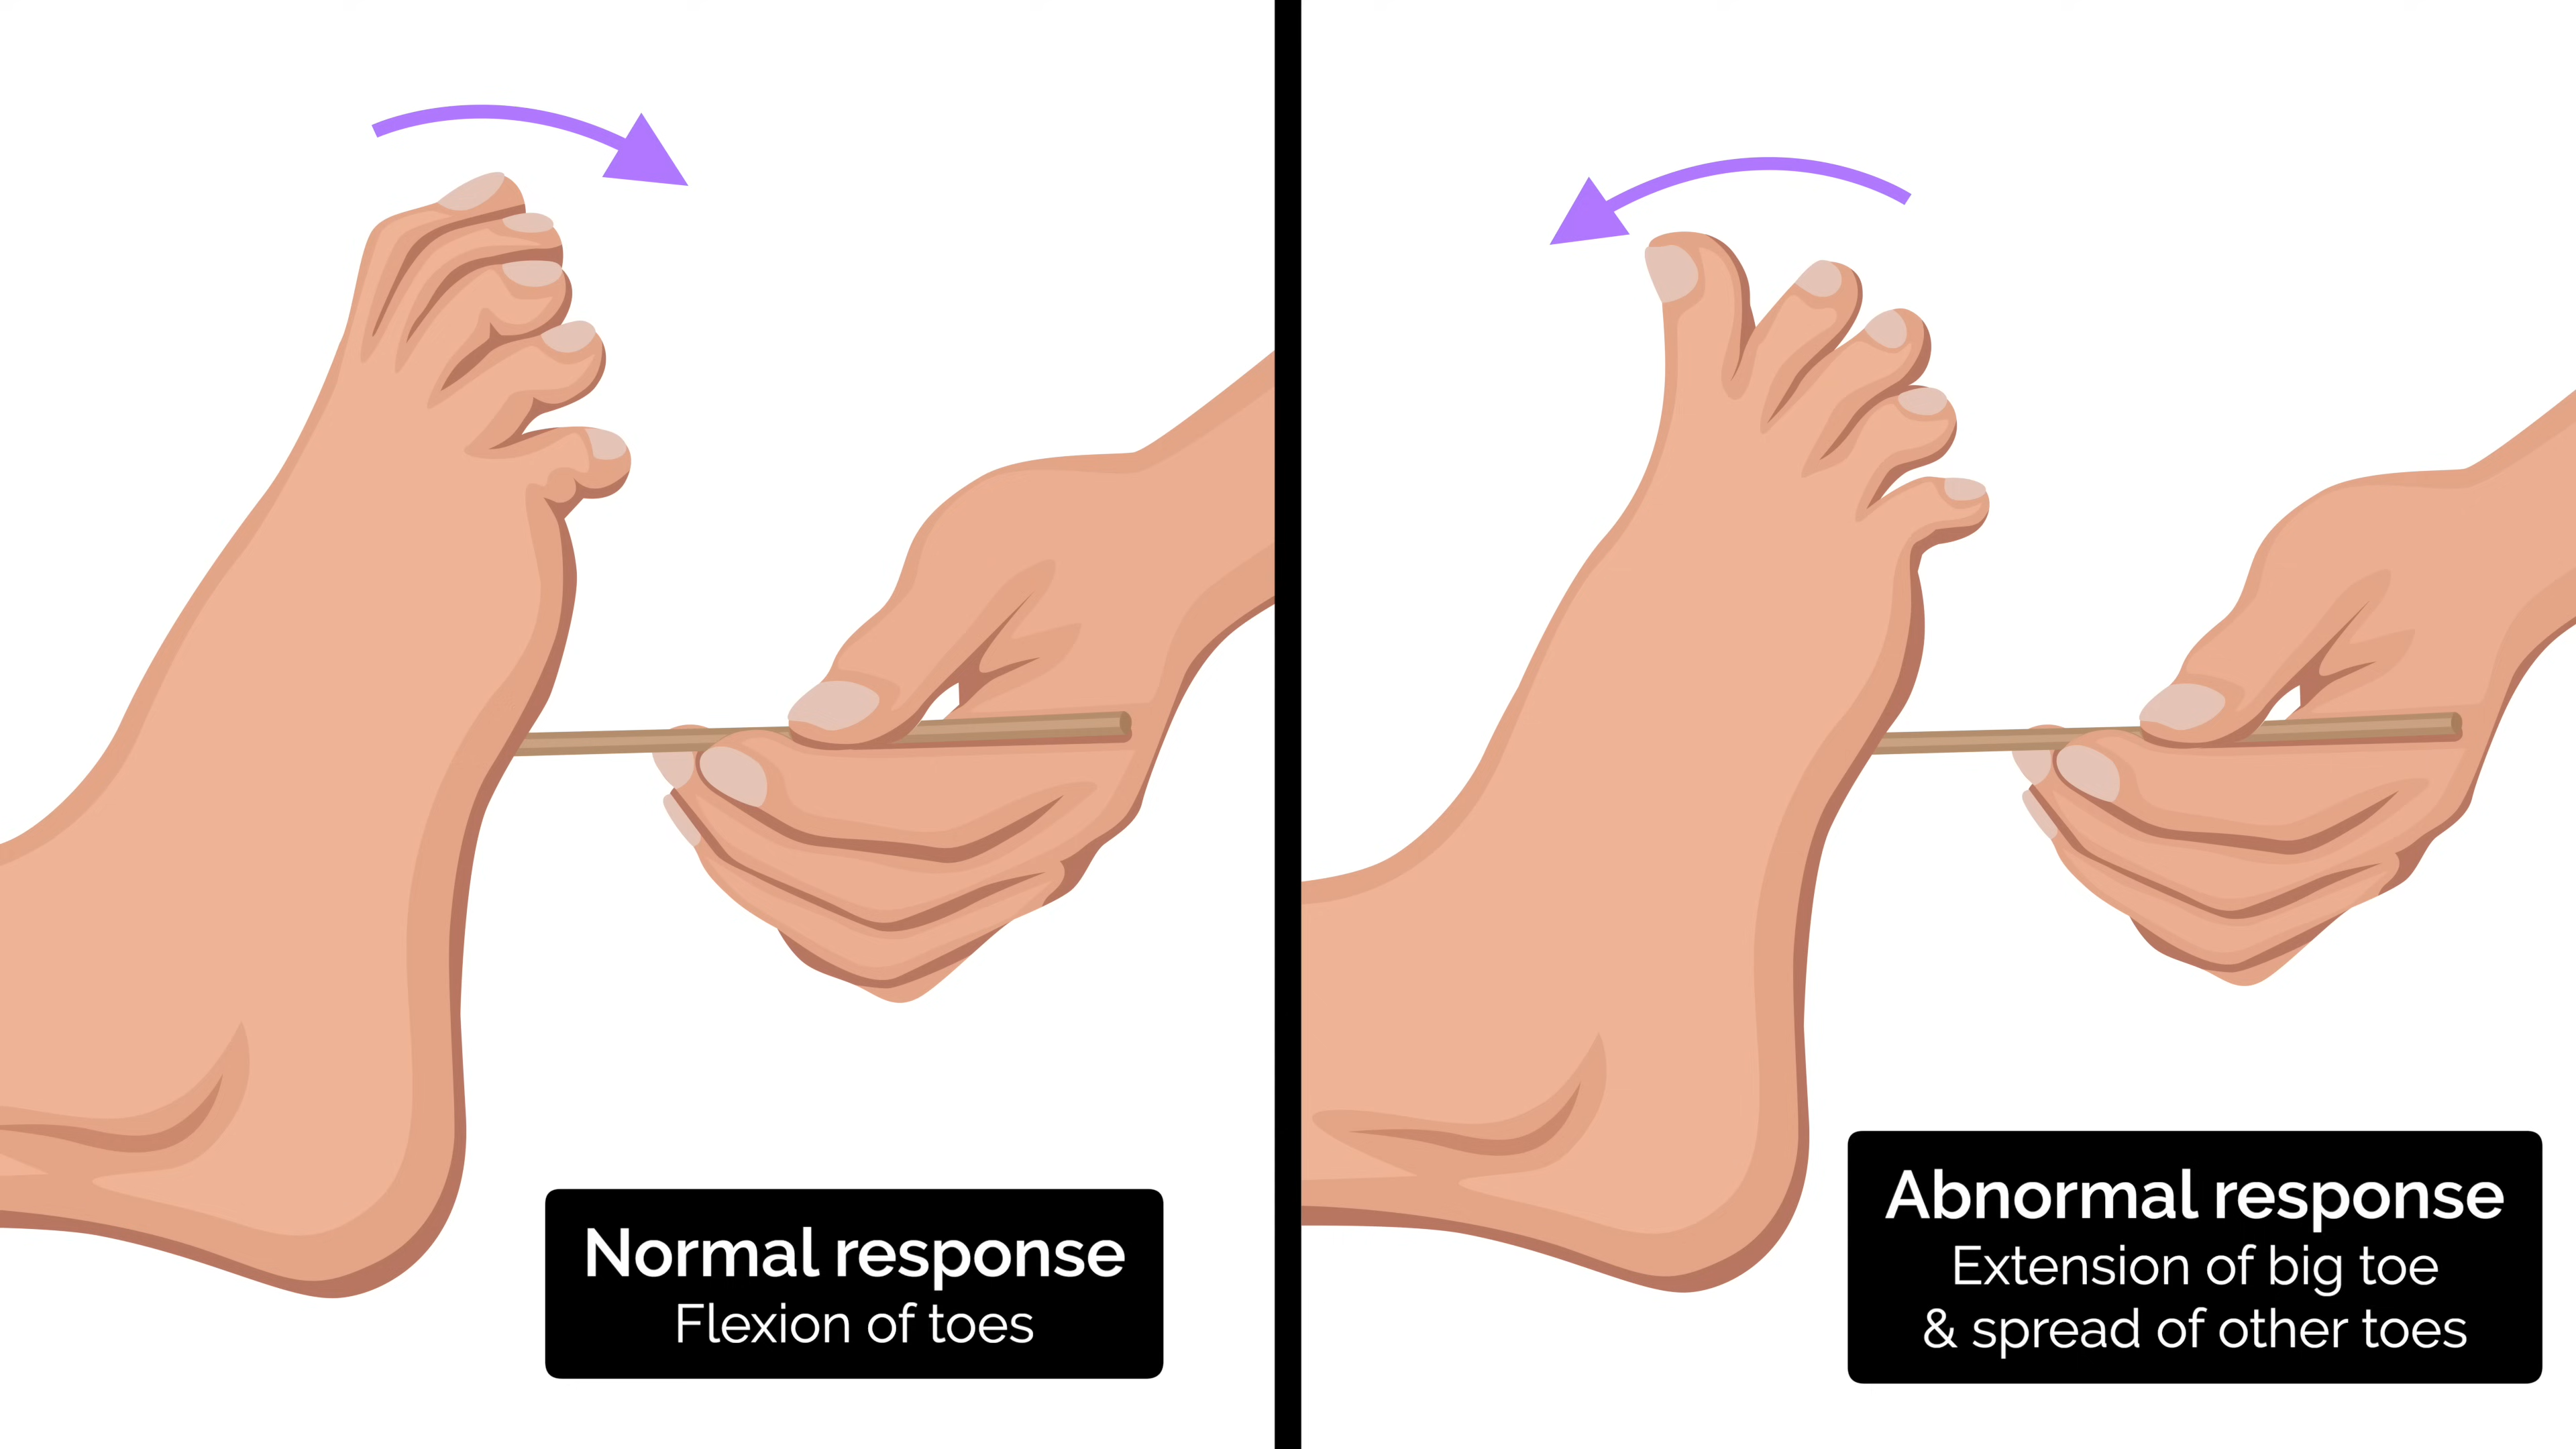 Normal response
Flexion of toes
Abnormal response
Extension of big toe
& spread of other toes